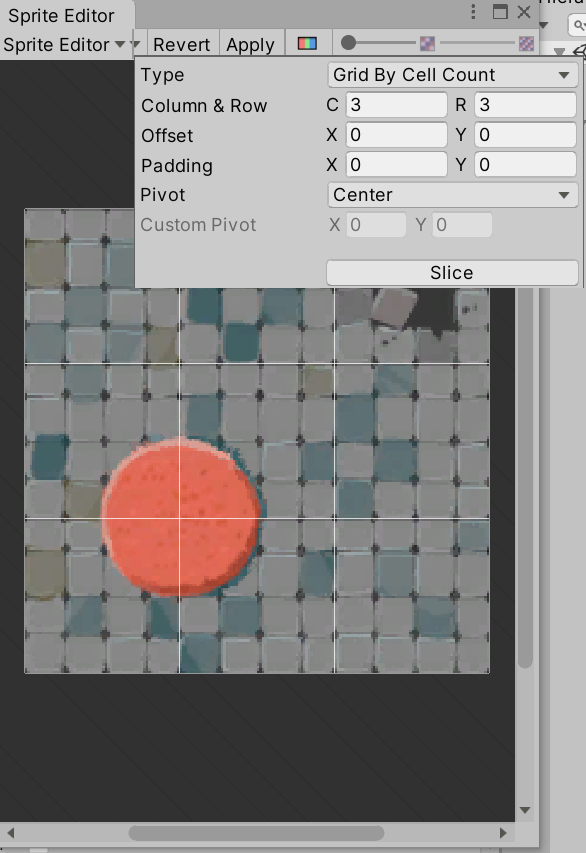 Sprite Editor
Sprite Editor Revert Apply
Type Grid By Cell Count
Column & Row C 3 R 3
Offset X 0 Y 0
Padding X 0 Y 0
Pivot Center
Custom Pivot X 0 Y 0
Slice